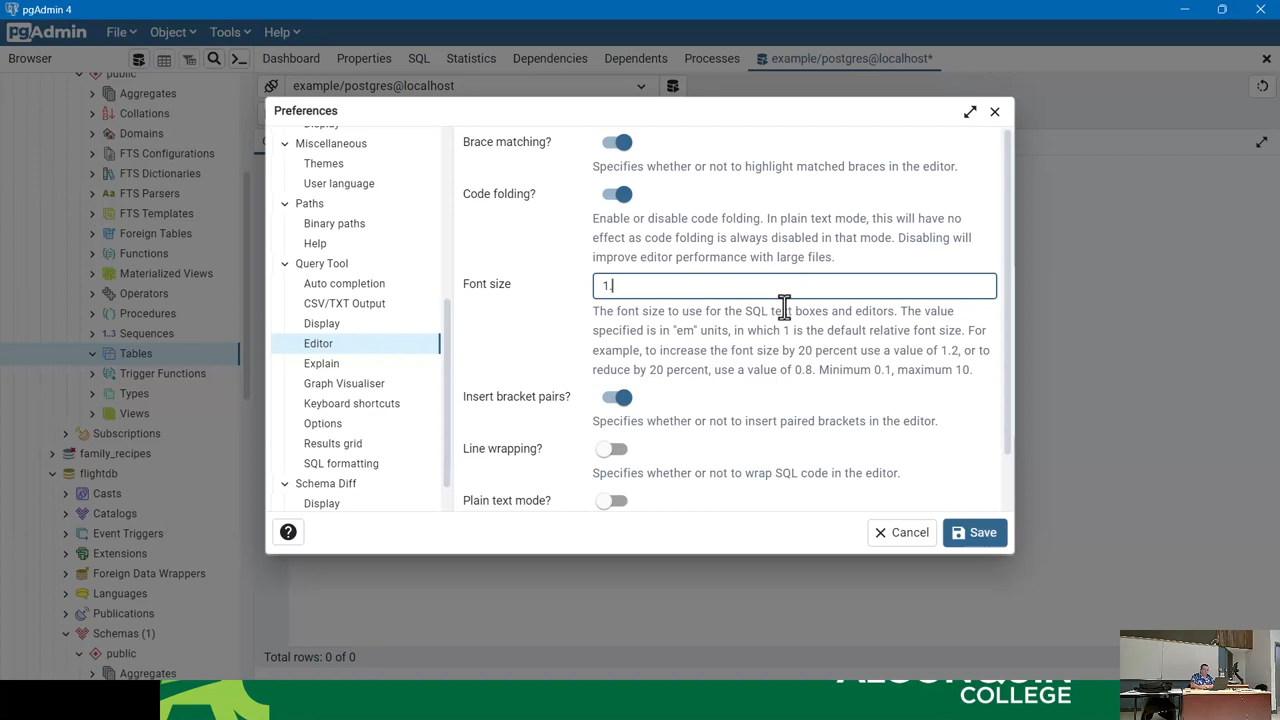 pgAdmin 4
pgAdmin File Object Tools Help
Browser
Dashboard Properties SQL Statistics Dependencies Dependents Processes example/postgres@localhost*
public
Aggregates
Collations
Domains
FTS Configurations
FTS Dictionaries
FTS Parsers
FTS Templates
Foreign Tables
Functions
Materialized Views
Operators
Procedures
1..3 Sequences
Tables
Trigger Functions
Types
Views
Subscriptions
family_recipes
flightdb
Casts
Catalogs
Event Triggers
Extensions
Foreign Data Wrappers
Languages
Publications
Schemas (1)
public
Aggregates
example/postgres@localhost
Preferences
Display
Miscellaneous
Themes
User language
Paths
Binary paths
Help
Query Tool
Auto completion
CSV/TXT Output
Display
Editor
Explain
Graph Visualiser
Keyboard shortcuts
Options
Results grid
SQL formatting
Schema Diff
Display
Brace matching?
Specifies whether or not to highlight matched braces in the editor.
Code folding?
Enable or disable code folding. In plain text mode, this will have no
effect as code folding is always disabled in that mode. Disabling will
improve editor performance with large files.
Font size
1.
The font size to use for the SQL text boxes and editors. The value
specified is in "em" units, in which 1 is the default relative font size. For
example, to increase the font size by 20 percent use a value of 1.2, or to
reduce by 20 percent, use a value of 0.8. Minimum 0.1, maximum 10.
Insert bracket pairs?
Specifies whether or not to insert paired brackets in the editor.
Line wrapping?
Specifies whether or not to wrap SQL code in the editor.
Plain text mode?
? Cancel Save
Total rows: 0 of 0
COLLEGE